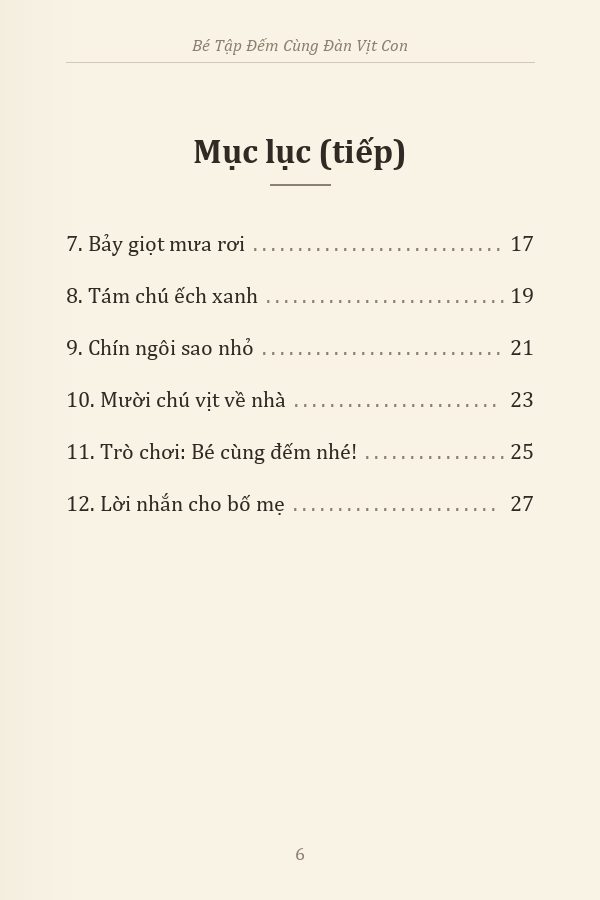 Bé Tập Đếm Cùng Đàn Vịt Con
Mục lục (tiếp)
7. Bảy giọt mưa rơi ........................... 17
8. Tám chú ếch xanh ........................... 19
9. Chín ngôi sao nhỏ ........................... 21
10. Mười chú vịt về nhà ....................... 23
11. Trò chơi: Bé cùng đếm nhé! ................ 25
12. Lời nhắn cho bố mẹ ....................... 27
6